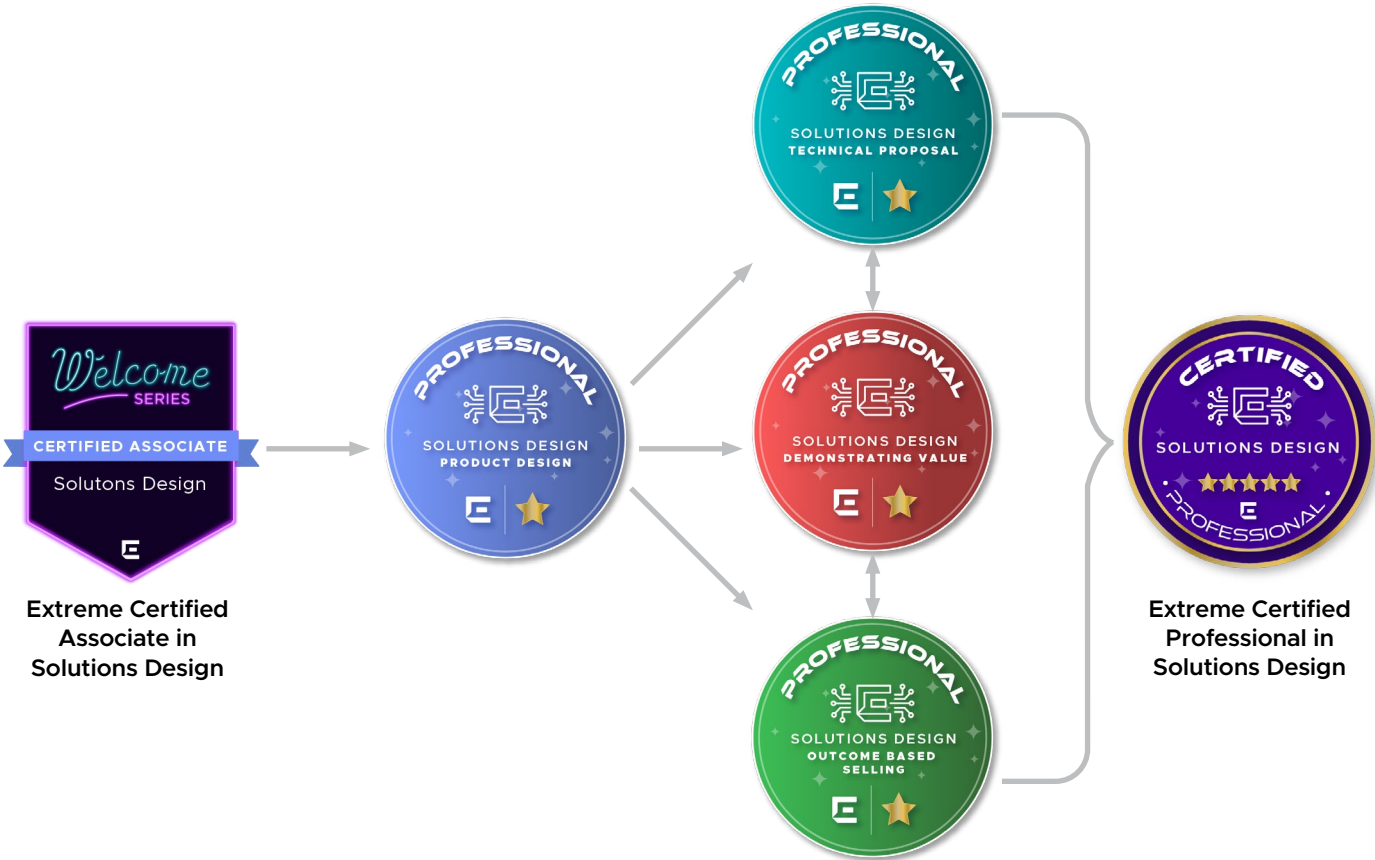 Welcome
SERIES
CERTIFIED ASSOCIATE
Solutons Design
Extreme Certified
Associate in
Solutions Design
PROFESSIONAL
SOLUTIONS DESIGN
PRODUCT DESIGN
PROFESSIONAL
SOLUTIONS DESIGN
TECHNICAL PROPOSAL
PROFESSIONAL
SOLUTIONS DESIGN
DEMONSTRATING VALUE
PROFESSIONAL
SOLUTIONS DESIGN
OUTCOME BASED
SELLING
CERTIFIED
SOLUTIONS DESIGN
• PROFESSIONAL •
Extreme Certified
Professional in
Solutions Design